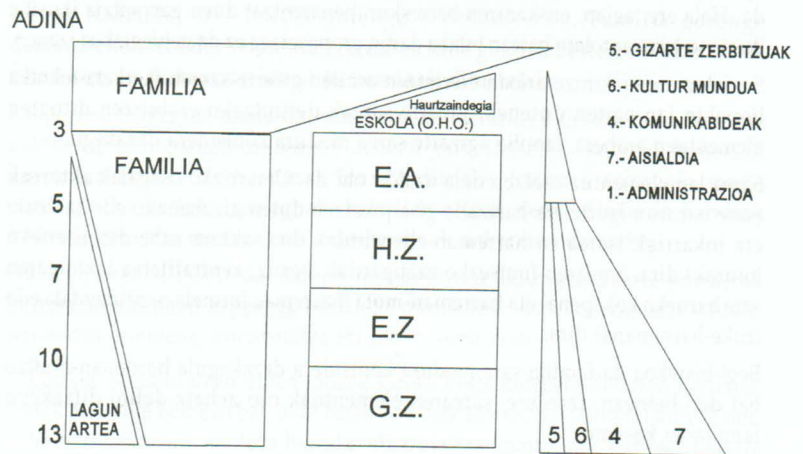 ADINA
FAMILIA
3
FAMILIA
5
7
10
13
LAGUN
ARTEA
Haurtzaindegia
ESKOLA (O.H.O.)
E.A.
H.Z.
E.Z
G.Z.
5.- GIZARTE ZERBITZUAK
6.- KULTUR MUNDUA
4.- KOMUNIKABIDEAK
7.- AISIALDIA
1.- ADMINISTRAZIOA
5 6 4 7